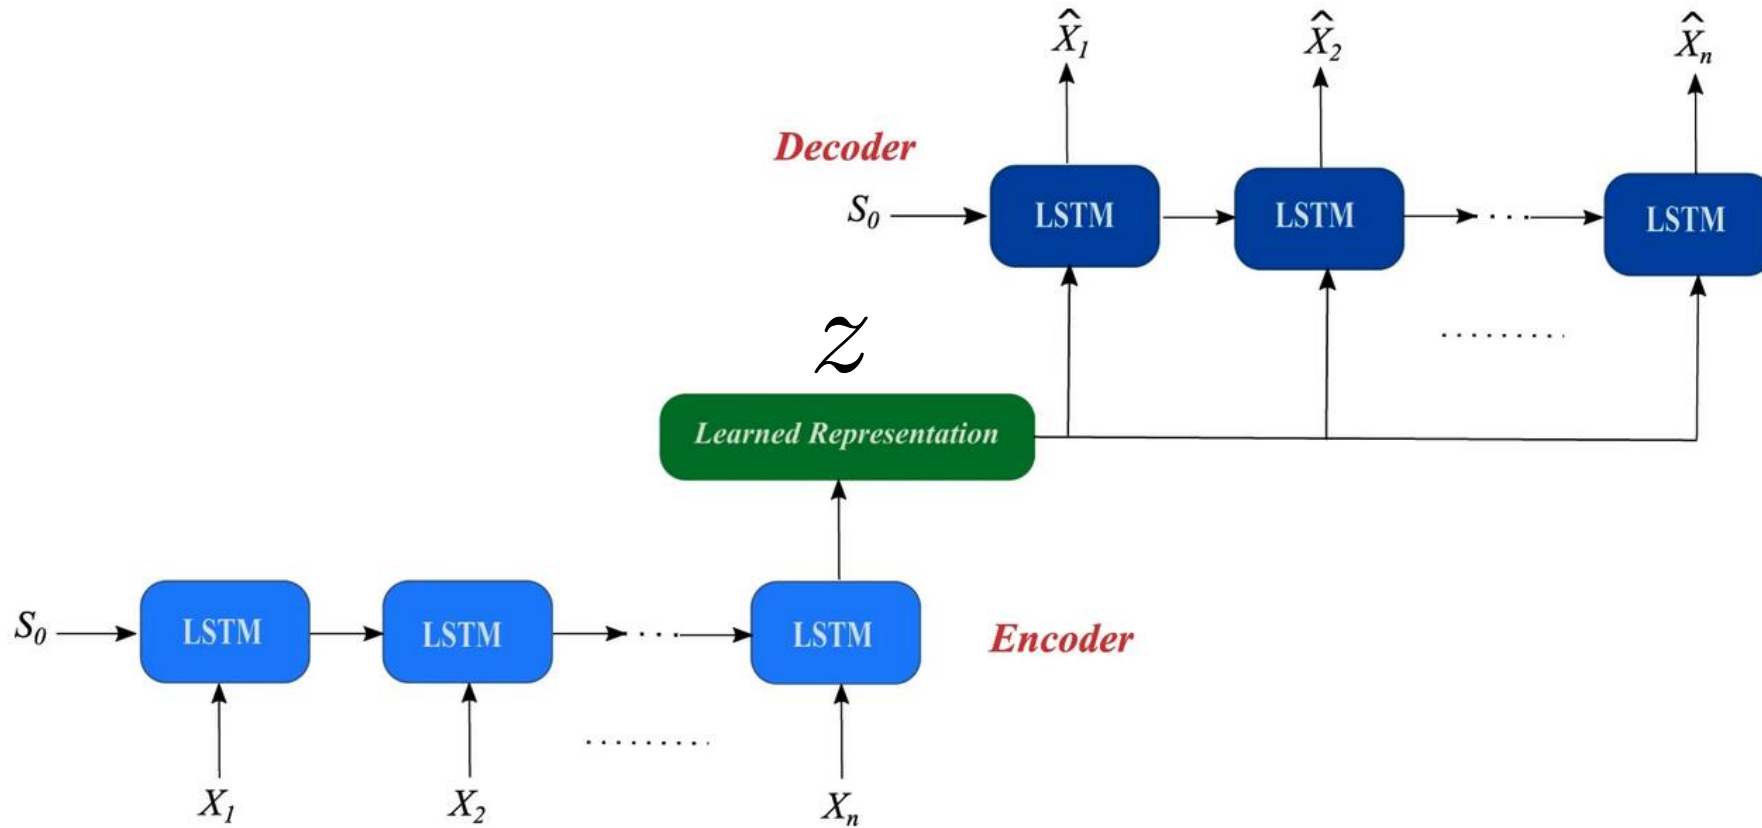 X̂₁ X̂₂ X̂ₙ
Decoder
S₀ LSTM LSTM ... LSTM
z
..........
Learned Representation
S₀ LSTM LSTM ... LSTM Encoder
..........
X₁ X₂ Xₙ